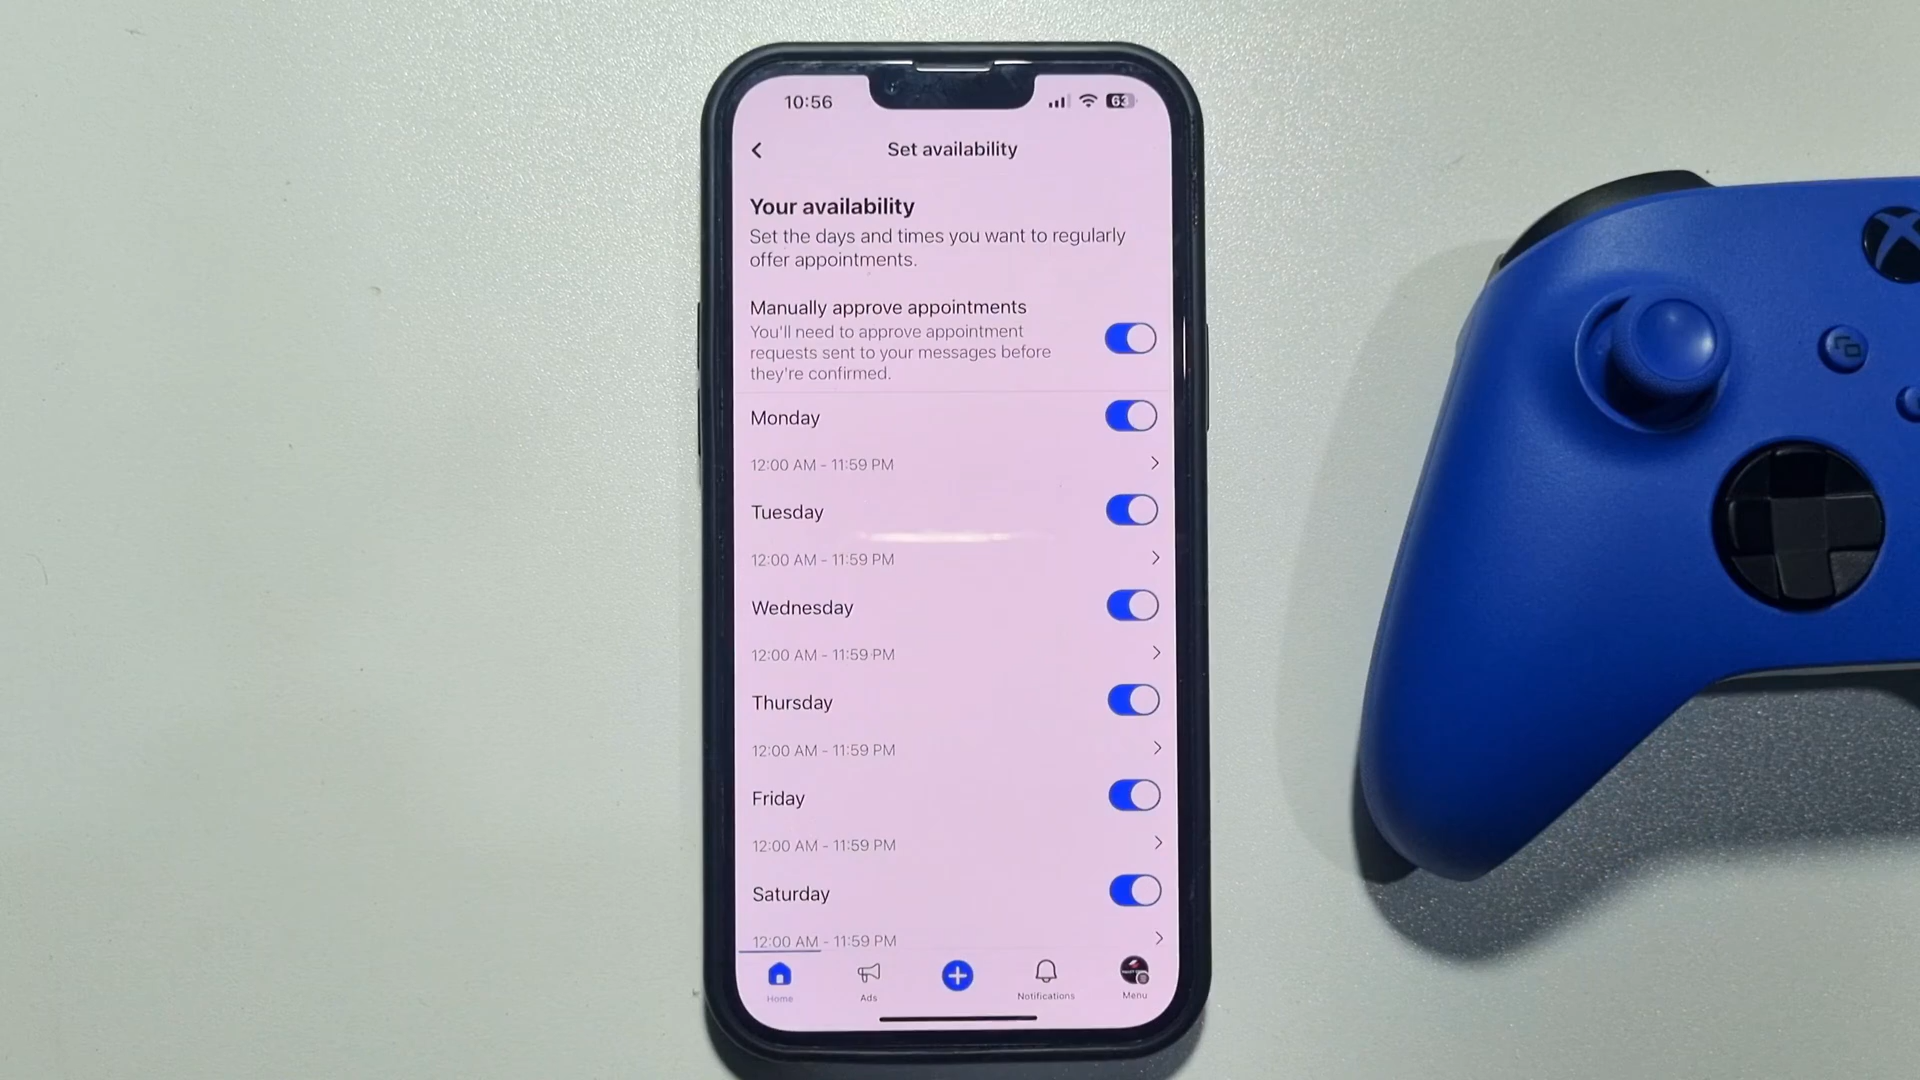 10:56
63
Set availability
Your availability
Set the days and times you want to regularly
offer appointments.
Manually approve appointments
You'll need to approve appointment
requests sent to your messages before
they're confirmed.
Monday
12:00 AM - 11:59 PM
Tuesday
12:00 AM - 11:59 PM
Wednesday
12:00 AM - 11:59 PM
Thursday
12:00 AM - 11:59 PM
Friday
12:00 AM - 11:59 PM
Saturday
12:00 AM - 11:59 PM
Home
Ads
Notifications
Menu